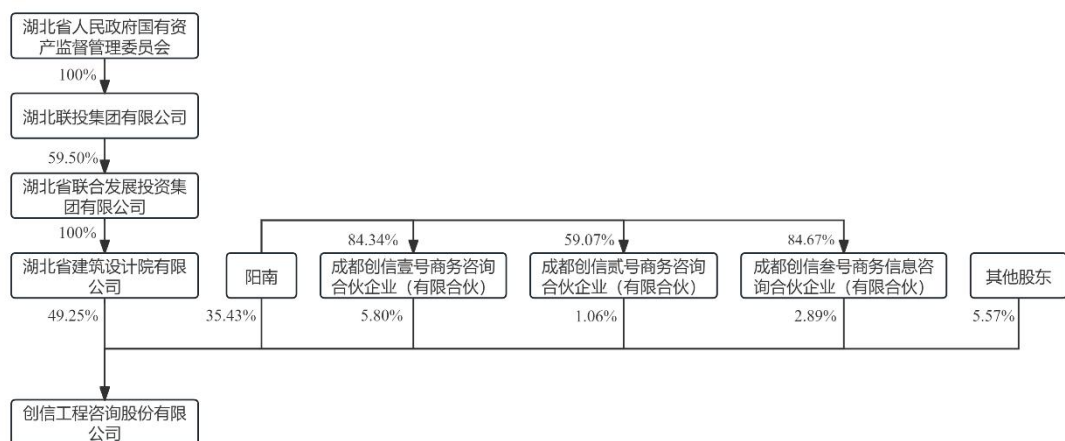 湖北省人民政府国有资
产监督管理委员会
100%
湖北联投集团有限公司
59.50%
湖北省联合发展投资集
团有限公司
100%
84.34%
59.07%
84.67%
湖北省建筑设计院有限
公司
阳南
成都创信壹号商务咨询
合伙企业（有限合伙）
成都创信贰号商务咨询
合伙企业（有限合伙）
成都创信叁号商务信息咨
询合伙企业（有限合伙）
其他股东
49.25%
35.43%
5.80%
1.06%
2.89%
5.57%
创信工程咨询股份有限
公司